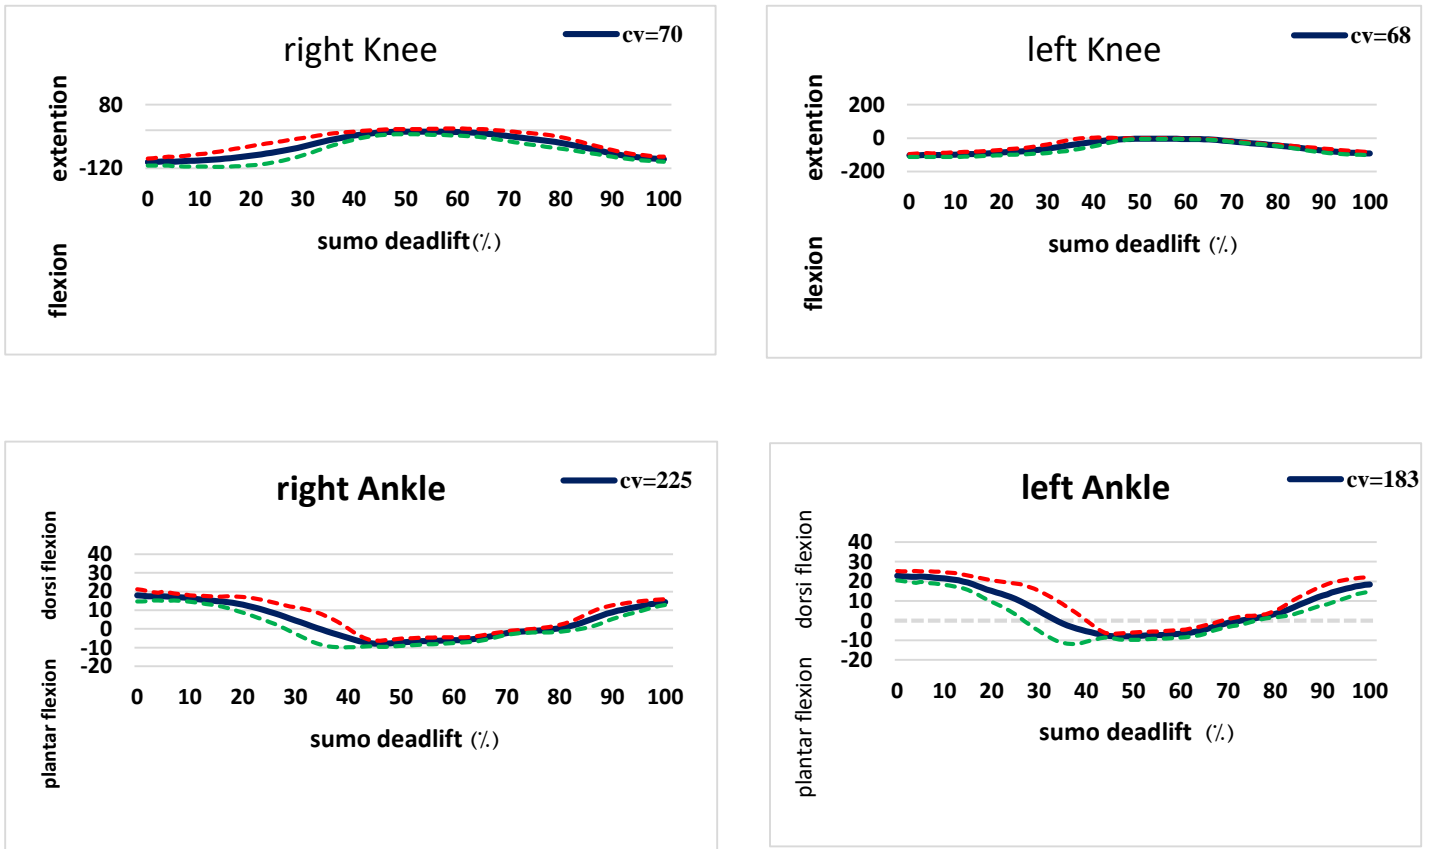 right Knee
cv=70
extention
flexion
80
-120
0 10 20 30 40 50 60 70 80 90 100
sumo deadlift(٪)
left Knee
cv=68
extention
flexion
200
0
-200
0 10 20 30 40 50 60 70 80 90 100
sumo deadlift (٪)
right Ankle
cv=225
dorsi flexion
plantar flexion
40
30
20
10
0
-10
-20
0 10 20 30 40 50 60 70 80 90 100
sumo deadlift (٪)
left Ankle
cv=183
dorsi flexion
plantar flexion
40
30
20
10
0
-10
-20
0 10 20 30 40 50 60 70 80 90 100
sumo deadlift (٪)